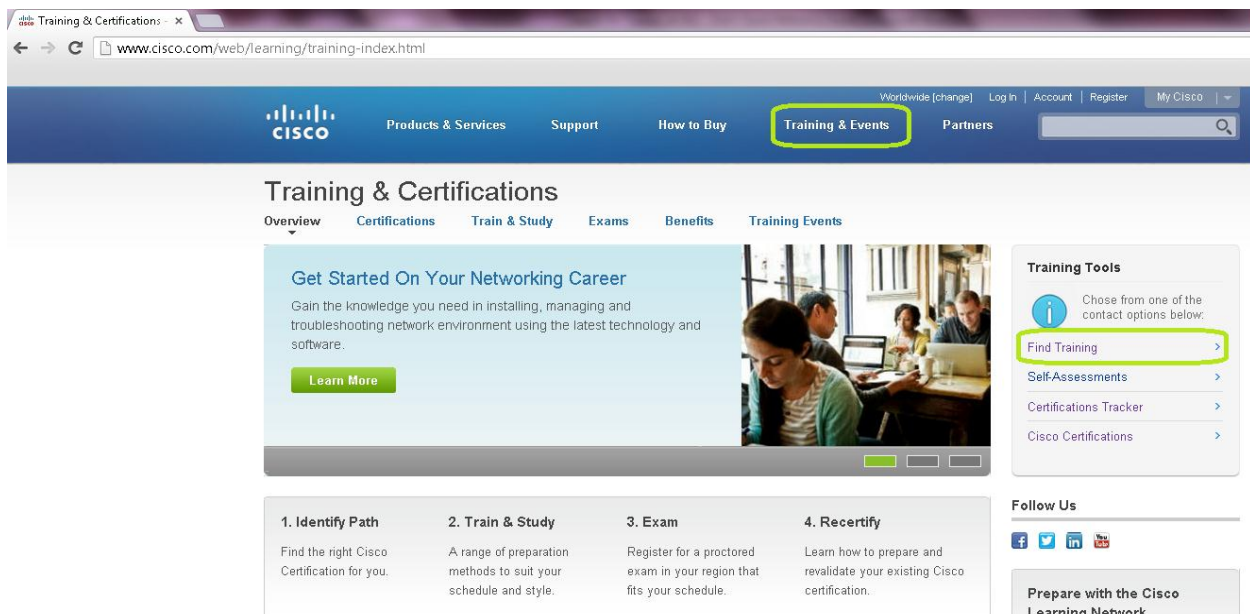 Training & Certifications -
www.cisco.com/web/learning/training-index.html
Worldwide [change] Log In | Account | Register My Cisco
CISCO
Products & Services Support How to Buy Training & Events Partners
Training & Certifications
Overview Certifications Train & Study Exams Benefits Training Events
Get Started On Your Networking Career
Gain the knowledge you need in installing, managing and
troubleshooting network environment using the latest technology and
software.
Learn More
Training Tools
Chose from one of the
contact options below:
Find Training
Self-Assessments
Certifications Tracker
Cisco Certifications
1. Identify Path
Find the right Cisco
Certification for you.
2. Train & Study
A range of preparation
methods to suit your
schedule and style.
3. Exam
Register for a proctored
exam in your region that
fits your schedule.
4. Recertify
Learn how to prepare and
revalidate your existing Cisco
certification.
Follow Us
You Tube
Prepare with the Cisco
Learning Network